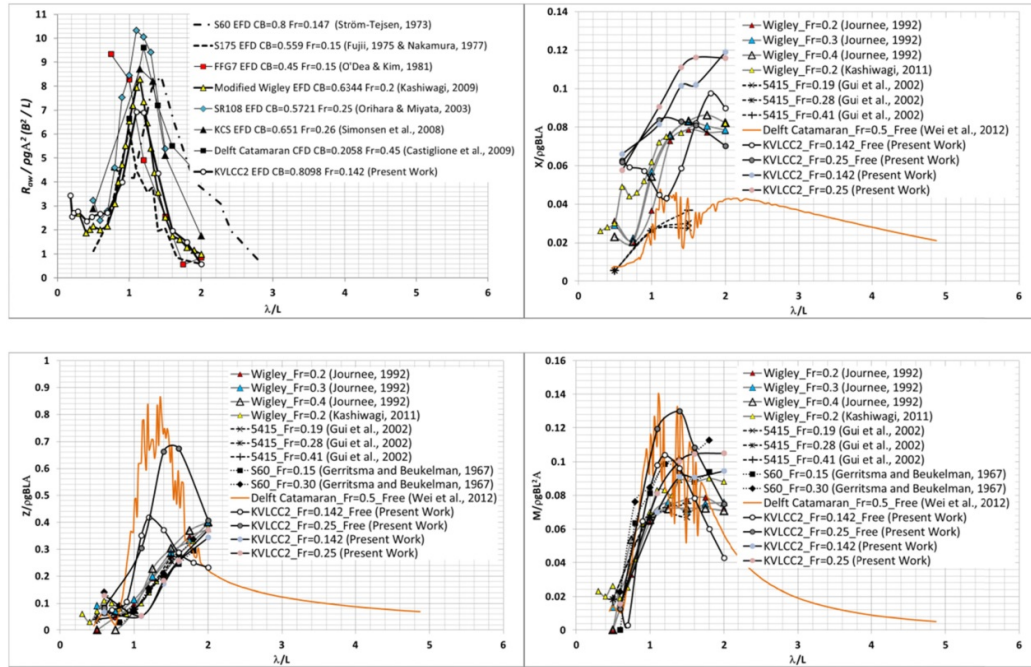 S60 EFD CB=0.8 Fr=0.147 (Ström-Tejsen, 1973)
S175 EFD CB=0.559 Fr=0.15 (Fujii, 1975 & Nakamura, 1977)
FFG7 EFD CB=0.45 Fr=0.15 (O'Dea & Kim, 1981)
Modified Wigley EFD CB=0.6344 Fr=0.2 (Kashiwagi, 2009)
SR108 EFD CB=0.5721 Fr=0.25 (Orihara & Miyata, 2003)
KCS EFD CB=0.651 Fr=0.26 (Simonsen et al., 2008)
Delft Catamaran CFD CB=0.2058 Fr=0.45 (Castiglione et al., 2009)
KVLCC2 EFD CB=0.8098 Fr=0.142 (Present Work)
R_aw / ρgA² (B² / L)
11
10
9
8
7
6
5
4
3
2
1
0
0 1 2 3 4 5 6
λ/L
Wigley_Fr=0.2 (Journee, 1992)
Wigley_Fr=0.3 (Journee, 1992)
Wigley_Fr=0.4 (Journee, 1992)
Wigley_Fr=0.2 (Kashiwagi, 2011)
5415_Fr=0.19 (Gui et al., 2002)
5415_Fr=0.28 (Gui et al., 2002)
5415_Fr=0.41 (Gui et al., 2002)
Delft Catamaran_Fr=0.5_Free (Wei et al., 2012)
KVLCC2_Fr=0.142_Free (Present Work)
KVLCC2_Fr=0.25_Free (Present Work)
KVLCC2_Fr=0.142 (Present Work)
KVLCC2_Fr=0.25 (Present Work)
X/ρgBLA
0.14
0.12
0.1
0.08
0.06
0.04
0.02
0
0 1 2 3 4 5 6
λ/L
Wigley_Fr=0.2 (Journee, 1992)
Wigley_Fr=0.3 (Journee, 1992)
Wigley_Fr=0.4 (Journee, 1992)
Wigley_Fr=0.2 (Kashiwagi, 2011)
5415_Fr=0.19 (Gui et al., 2002)
5415_Fr=0.28 (Gui et al., 2002)
5415_Fr=0.41 (Gui et al., 2002)
S60_Fr=0.15 (Gerritsma and Beukelman, 1967)
S60_Fr=0.30 (Gerritsma and Beukelman, 1967)
Delft Catamaran_Fr=0.5_Free (Wei et al., 2012)
KVLCC2_Fr=0.142_Free (Present Work)
KVLCC2_Fr=0.25_Free (Present Work)
KVLCC2_Fr=0.142 (Present Work)
KVLCC2_Fr=0.25 (Present Work)
Z/ρgBLA
1
0.9
0.8
0.7
0.6
0.5
0.4
0.3
0.2
0.1
0
0 1 2 3 4 5 6
λ/L
Wigley_Fr=0.2 (Journee, 1992)
Wigley_Fr=0.3 (Journee, 1992)
Wigley_Fr=0.4 (Journee, 1992)
Wigley_Fr=0.2 (Kashiwagi, 2011)
5415_Fr=0.19 (Gui et al., 2002)
5415_Fr=0.28 (Gui et al., 2002)
5415_Fr=0.41 (Gui et al., 2002)
S60_Fr=0.15 (Gerritsma and Beukelman, 1967)
S60_Fr=0.30 (Gerritsma and Beukelman, 1967)
Delft Catamaran_Fr=0.5_Free (Wei et al., 2012)
KVLCC2_Fr=0.142_Free (Present Work)
KVLCC2_Fr=0.25_Free (Present Work)
KVLCC2_Fr=0.142 (Present Work)
KVLCC2_Fr=0.25 (Present Work)
M/ρgBL²A
0.16
0.14
0.12
0.1
0.08
0.06
0.04
0.02
0
0 1 2 3 4 5 6
λ/L